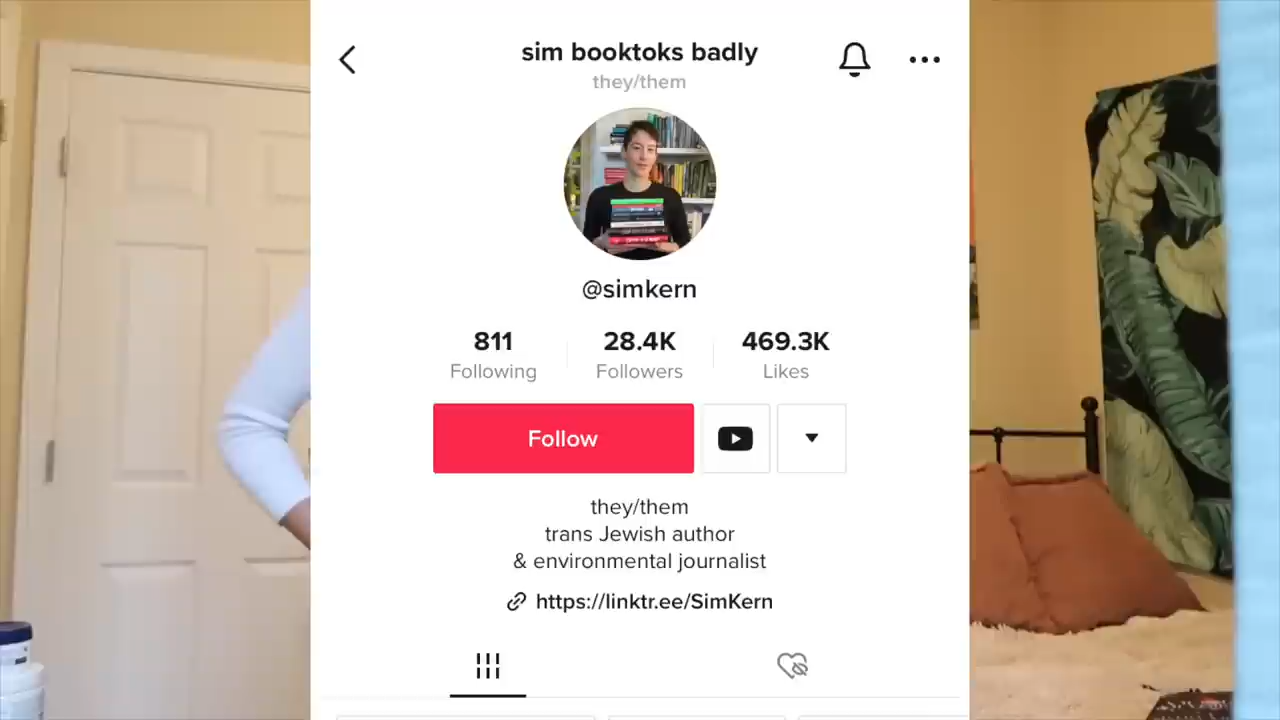 sim booktoks badly
they/them
@simkern
811 28.4K 469.3K
Following Followers Likes
Follow
they/them
trans Jewish author
& environmental journalist
https://linktr.ee/SimKern